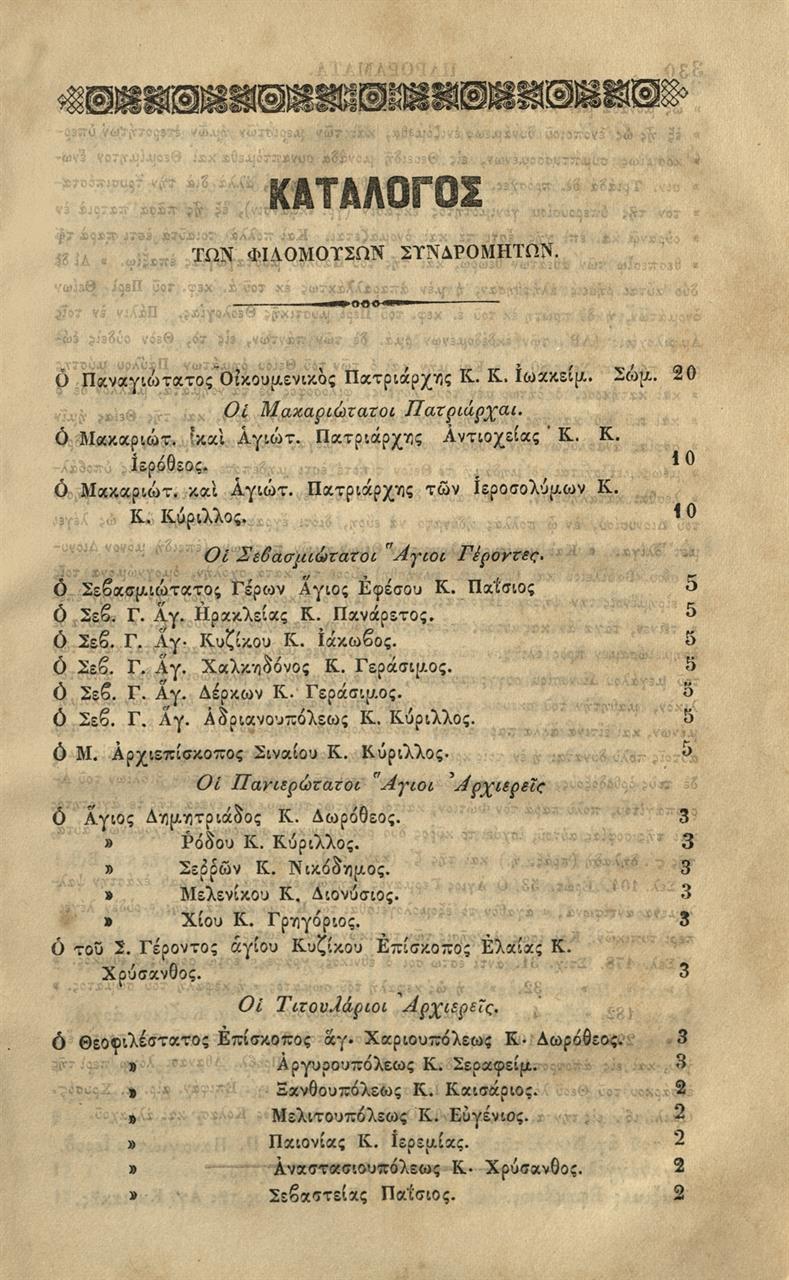 ΚΑΤΑΛΟΓΟΣ
ΤΩΝ ΦΙΛΟΜΟΥΣΩΝ ΣΥΝΔΡΟΜΗΤΩΝ.
Ὁ Παναγιώτατος Οἰκουμενικὸς Πατριάρχης Κ. Κ. Ἰωακείμ. Σώμ. 20
Οἱ Μακαριώτατοι Πατριάρχαι.
Ὁ Μακαριώτ. καὶ Ἁγιώτ. Πατριάρχης Ἀντιοχείας Κ. Κ.
Ἱερόθεος. 10
Ὁ Μακαριώτ. καὶ Ἁγιώτ. Πατριάρχης τῶν Ἱεροσολύμων Κ.
Κ. Κύριλλος. 10
Οἱ Σεβασμιώτατοι Ἅγιοι Γέροντες.
Ὁ Σεβασμιώτατος Γέρων Ἅγιος Ἐφέσου Κ. Παΐσιος 5
Ὁ Σεβ. Γ. Ἅγ. Ἡρακλείας Κ. Πανάρετος. 5
Ὁ Σεβ. Γ. Ἅγ· Κυζίκου Κ. Ἰάκωβος. 5
Ὁ Σεβ. Γ. Ἅγ. Χαλκηδόνος Κ. Γεράσιμος. 5
Ὁ Σεβ. Γ. Ἅγ. Δέρκων Κ· Γεράσιμος. 5
Ὁ Σεβ. Γ. Ἅγ. Ἀδριανουπόλεως Κ. Κύριλλος. 5
Ὁ Μ. Ἀρχιεπίσκοπος Σιναίου Κ. Κύριλλος· 5
Οἱ Πανιερώτατοι Ἅγιοι Ἀρχιερεῖς
Ὁ Ἅγιος Δημητριάδος Κ. Δωρόθεος. 3
» Ῥόδου Κ. Κύριλλος. 3
» Σεῤῥῶν Κ. Νικόδημος. 3
» Μελενίκου Κ. Διονύσιος. 3
» Χίου Κ. Γρηγόριος. 3
Ὁ τοῦ Σ. Γέροντος ἁγίου Κυζίκου Ἐπίσκοπος Ἐλαίας Κ.
Χρύσανθος. 3
Οἱ Τιτουλάριοι Ἀρχιερεῖς.
Ὁ Θεοφιλέστατος Ἐπίσκοπος ἅγ. Χαριουπόλεως Κ· Δωρόθεος. 3
» Ἀργυρουπόλεως Κ. Σεραφείμ. 3
» Ξανθουπόλεως Κ. Καισάριος. 2
» Μελιτουπόλεως Κ. Εὐγένιος. 2
» Παιονίας Κ. Ἱερεμίας. 2
» Ἀναστασιουπόλεως Κ· Χρύσανθος. 2
» Σεβαστείας Παΐσιος. 2